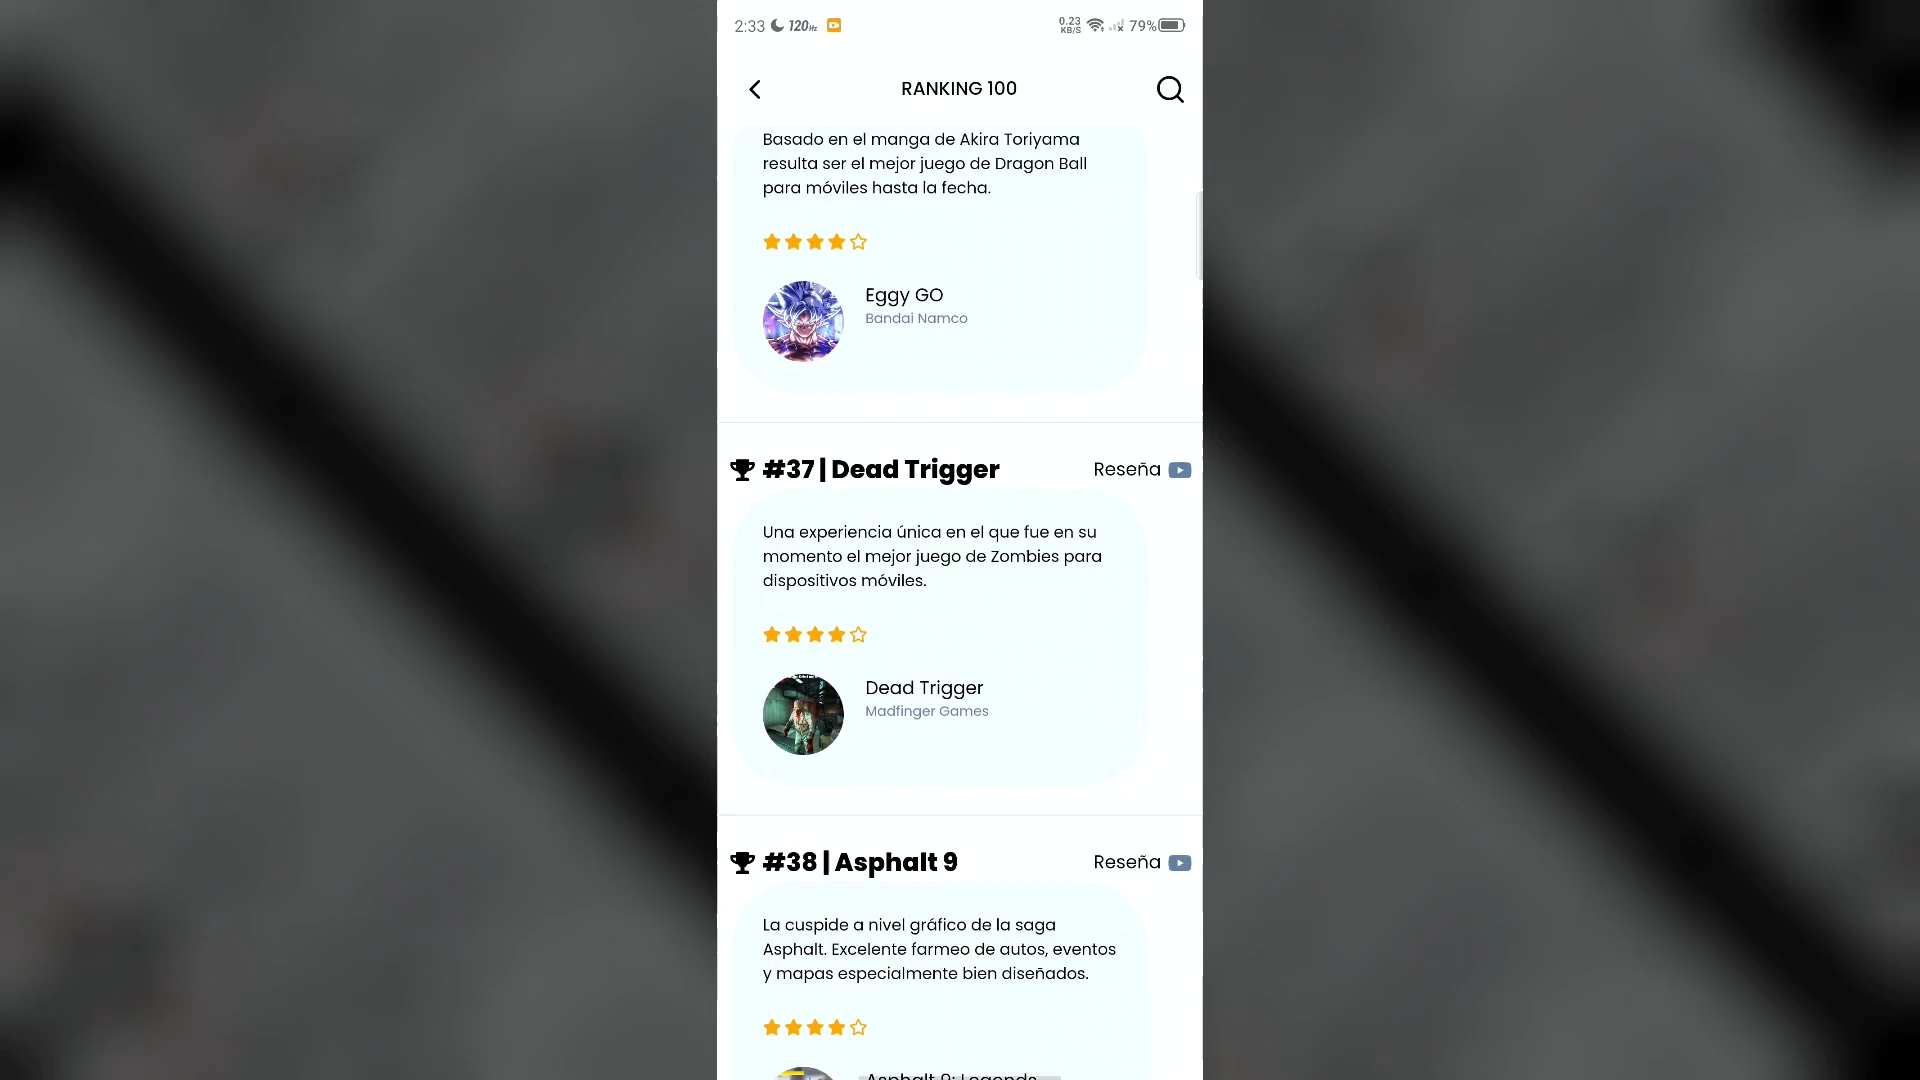 2:33 120Hz 0.23 KB/S 79%
RANKING 100
Basado en el manga de Akira Toriyama
resulta ser el mejor juego de Dragon Ball
para móviles hasta la fecha.
Eggy GO
Bandai Namco
#37 | Dead Trigger Reseña
Una experiencia única en el que fue en su
momento el mejor juego de Zombies para
dispositivos móviles.
Dead Trigger
Madfinger Games
#38 | Asphalt 9 Reseña
La cuspide a nivel gráfico de la saga
Asphalt. Excelente farmeo de autos, eventos
y mapas especialmente bien diseñados.
Asphalt 9: Legends